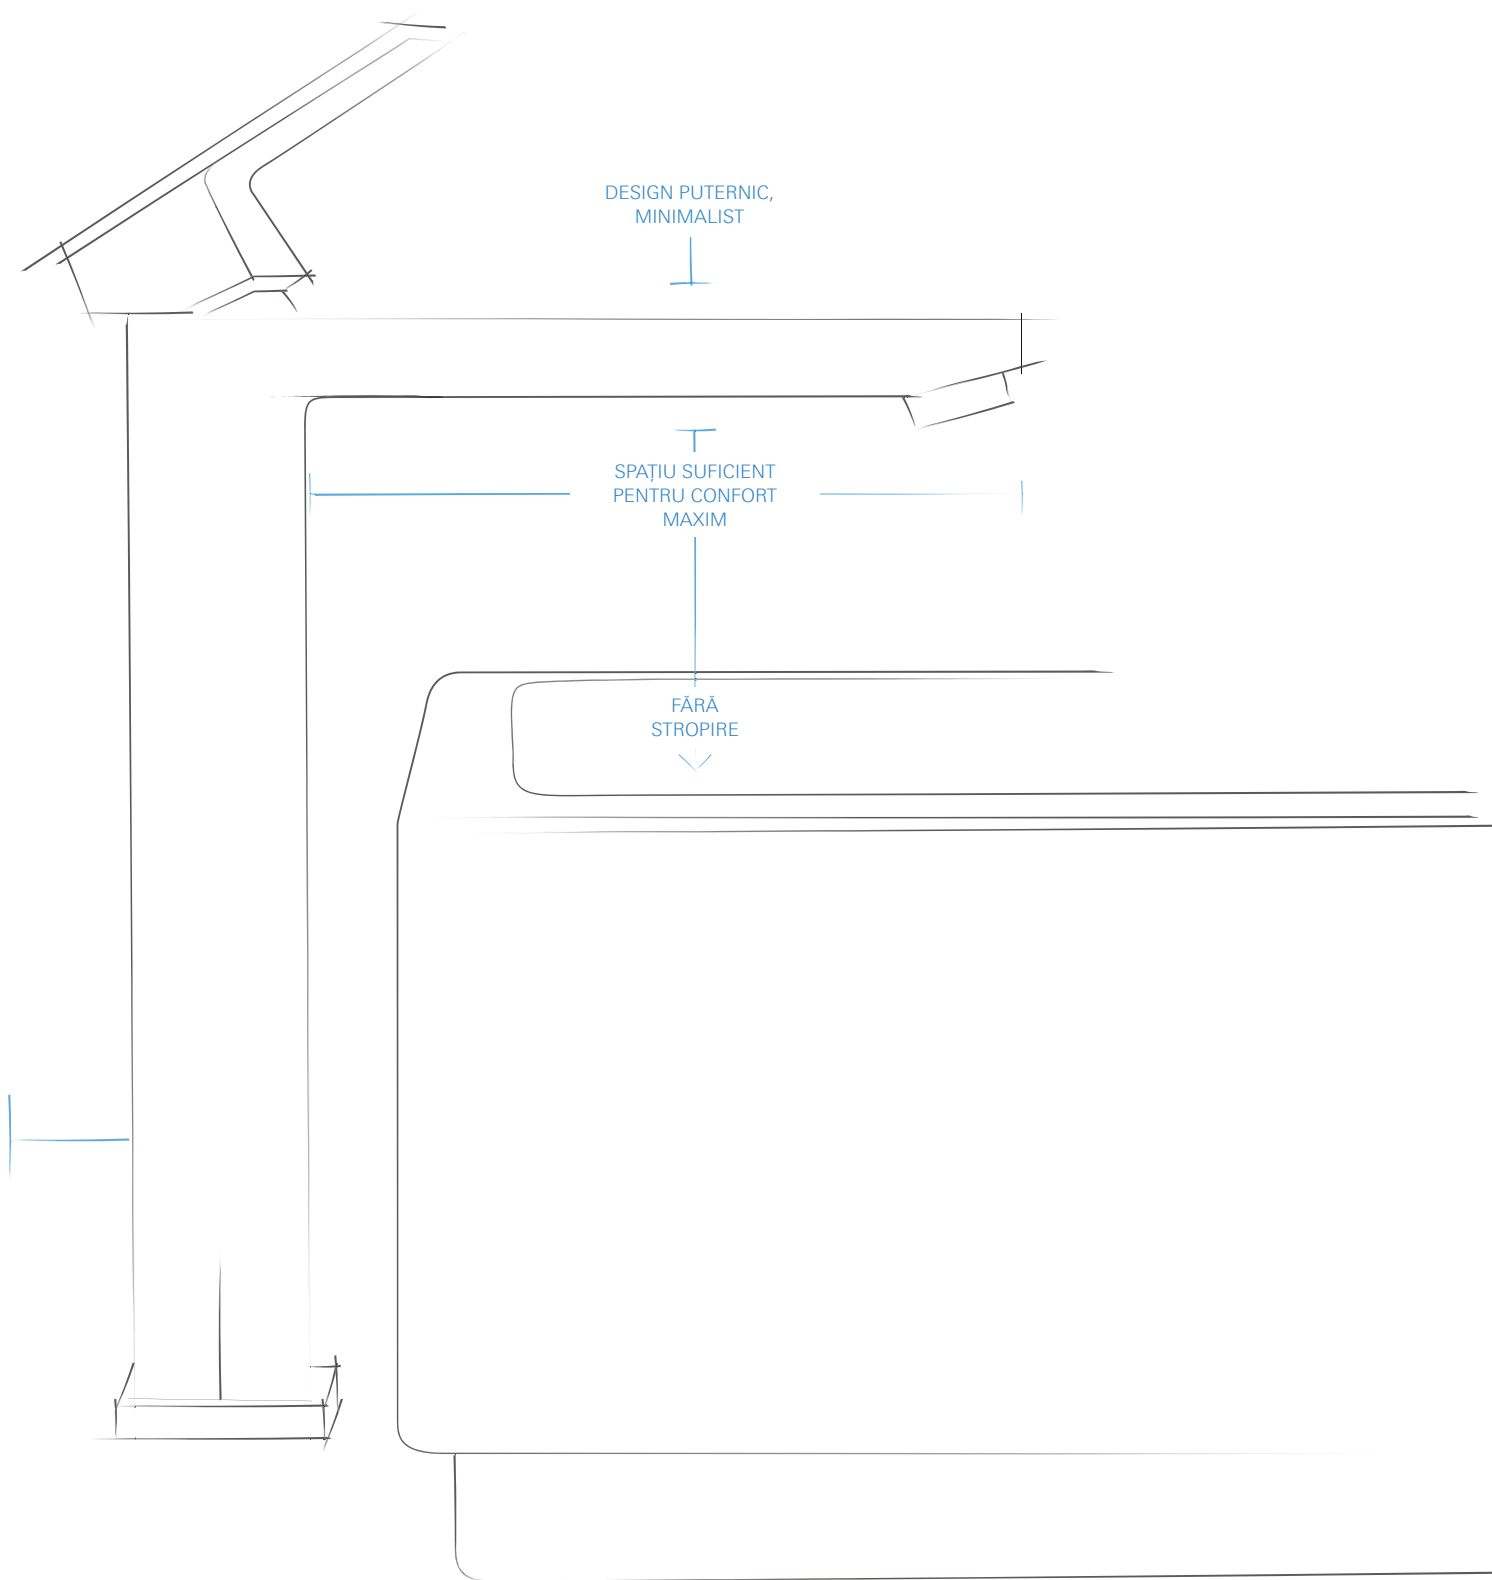 DESIGN PUTERNIC,
MINIMALIST
SPAȚIU SUFICIENT
PENTRU CONFORT
MAXIM
FĂRĂ
STROPIRE